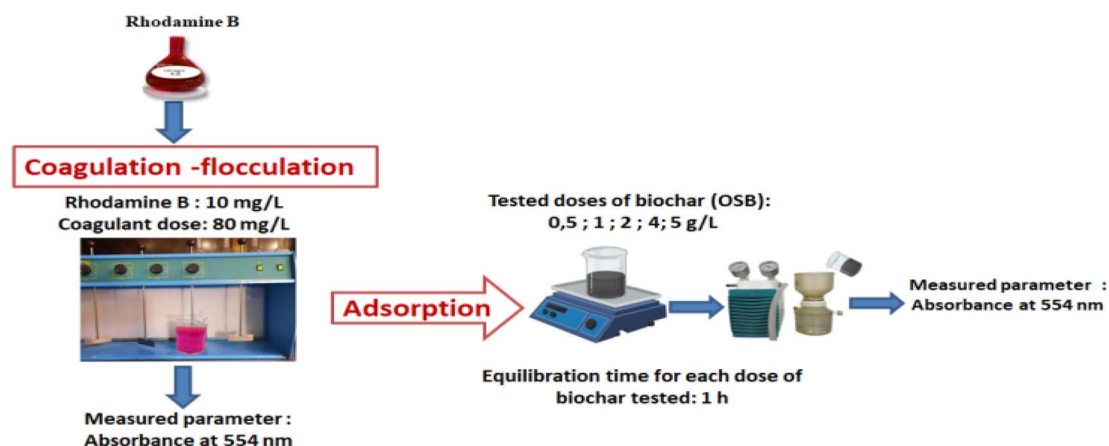 Rhodamine B
Coagulation -flocculation
Rhodamine B : 10 mg/L
Coagulant dose: 80 mg/L
Measured parameter :
Absorbance at 554 nm
Adsorption
Tested doses of biochar (OSB):
0,5 ; 1 ; 2 ; 4; 5 g/L
Equilibration time for each dose of
biochar tested: 1 h
Measured parameter :
Absorbance at 554 nm